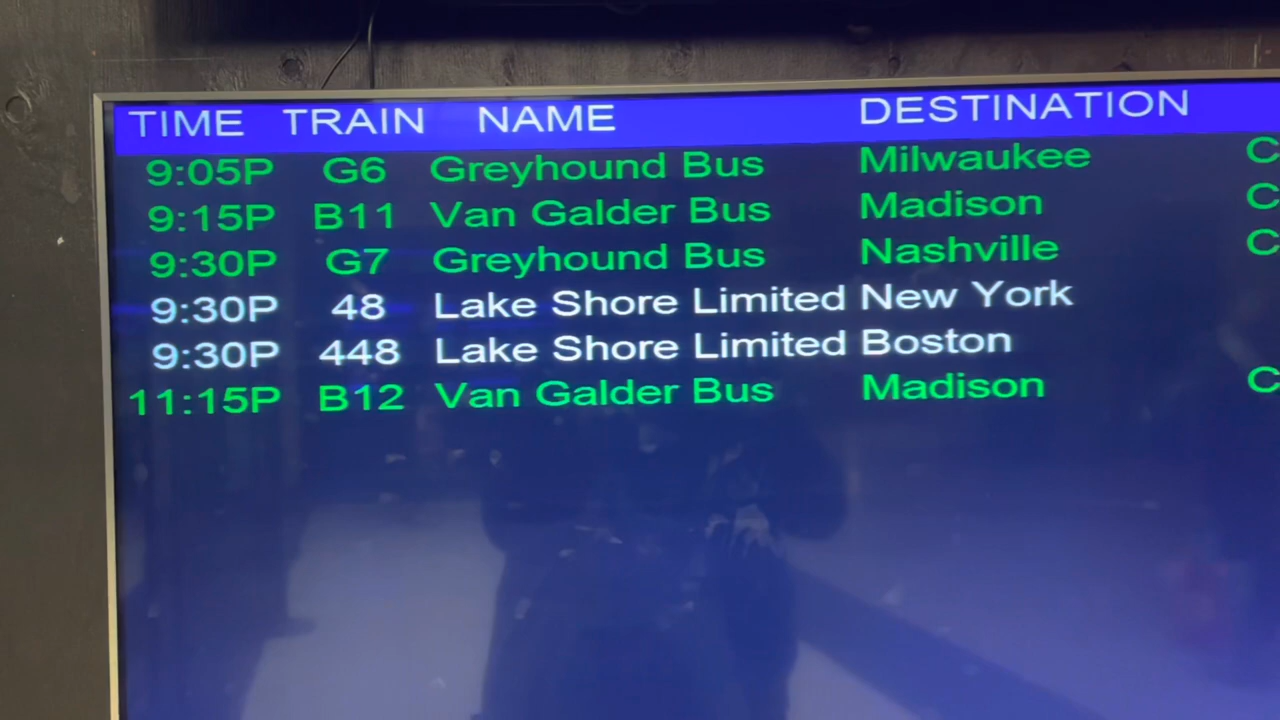 TIME TRAIN NAME DESTINATION
9:05P G6 Greyhound Bus Milwaukee C
9:15P B11 Van Galder Bus Madison C
9:30P G7 Greyhound Bus Nashville C
9:30P 48 Lake Shore Limited New York
9:30P 448 Lake Shore Limited Boston
11:15P B12 Van Galder Bus Madison C